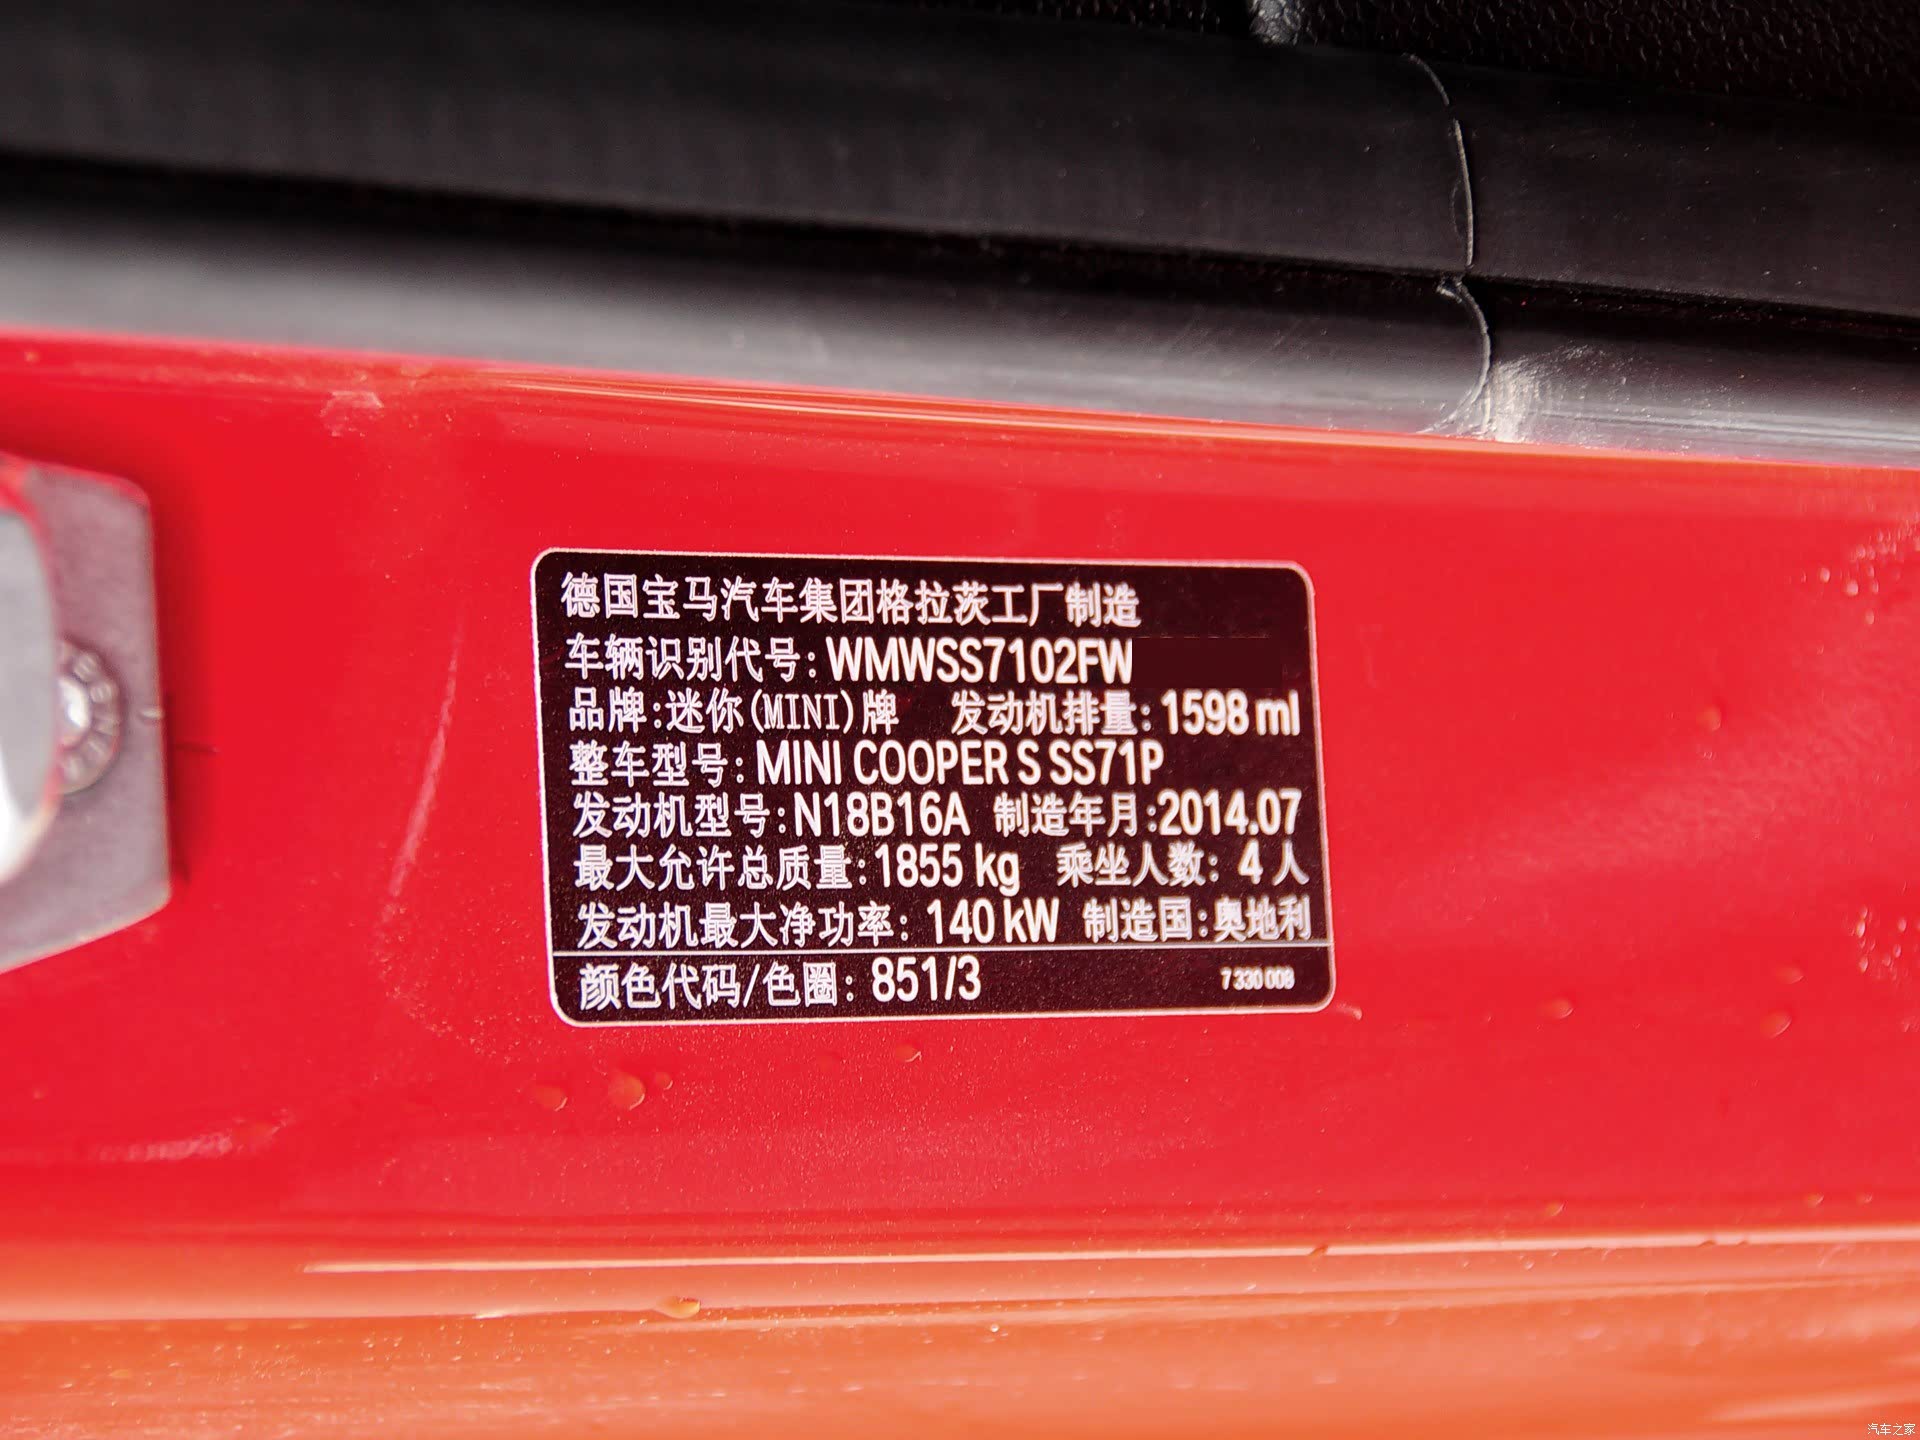 德国宝马汽车集团格拉茨工厂制造
车辆识别代号:WMWSS7102FW
品牌:迷你(MINI)牌 发动机排量:1598 ml
整车型号:MINI COOPER S SS71P
发动机型号:N18B16A 制造年月:2014.07
最大允许总质量:1855 kg 乘坐人数: 4 人
发动机最大净功率: 140 kW 制造国:奥地利
颜色代码/色圈: 851/3 7 330 008
汽车之家